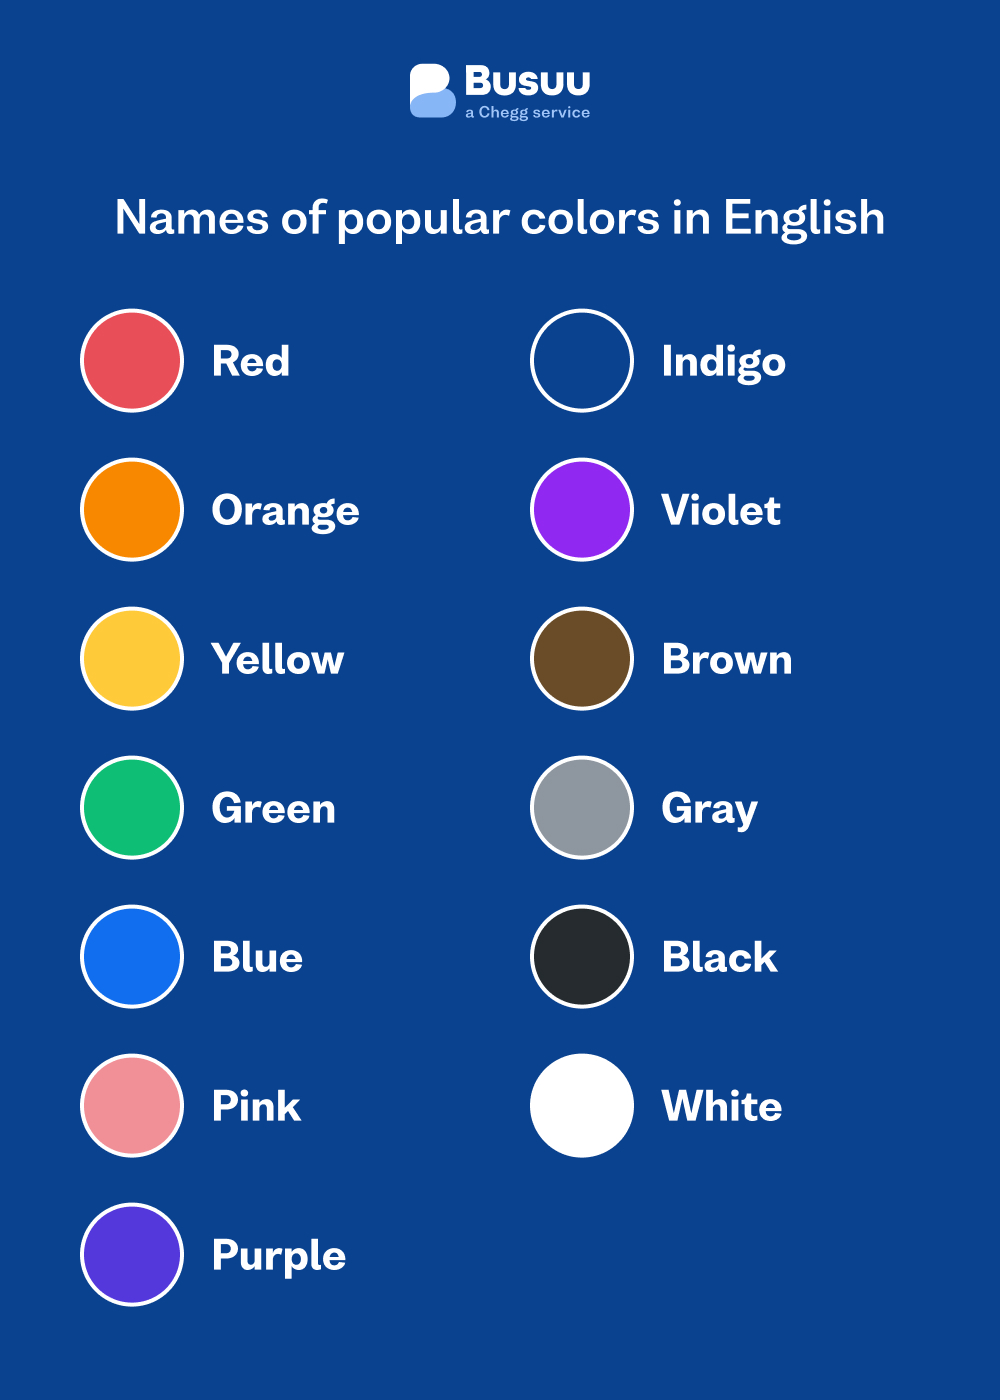 Busuu
a Chegg service
Names of popular colors in English
Red
Orange
Yellow
Green
Blue
Pink
Purple
Indigo
Violet
Brown
Gray
Black
White